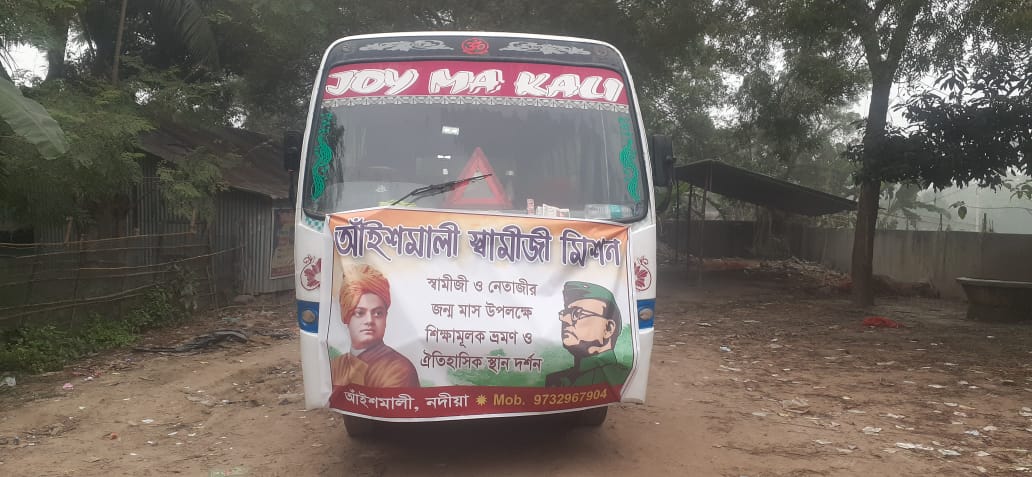 ॐ
JOY MA KALI
আঁইশমালী স্বামীজী মিশন
স্বামীজী ও নেতাজীর
জন্ম মাস উপলক্ষে
শিক্ষামূলক ভ্রমণ ও
ঐতিহাসিক স্থান দর্শন
আঁইশমালী, নদীয়া ✸ Mob. 9732967904